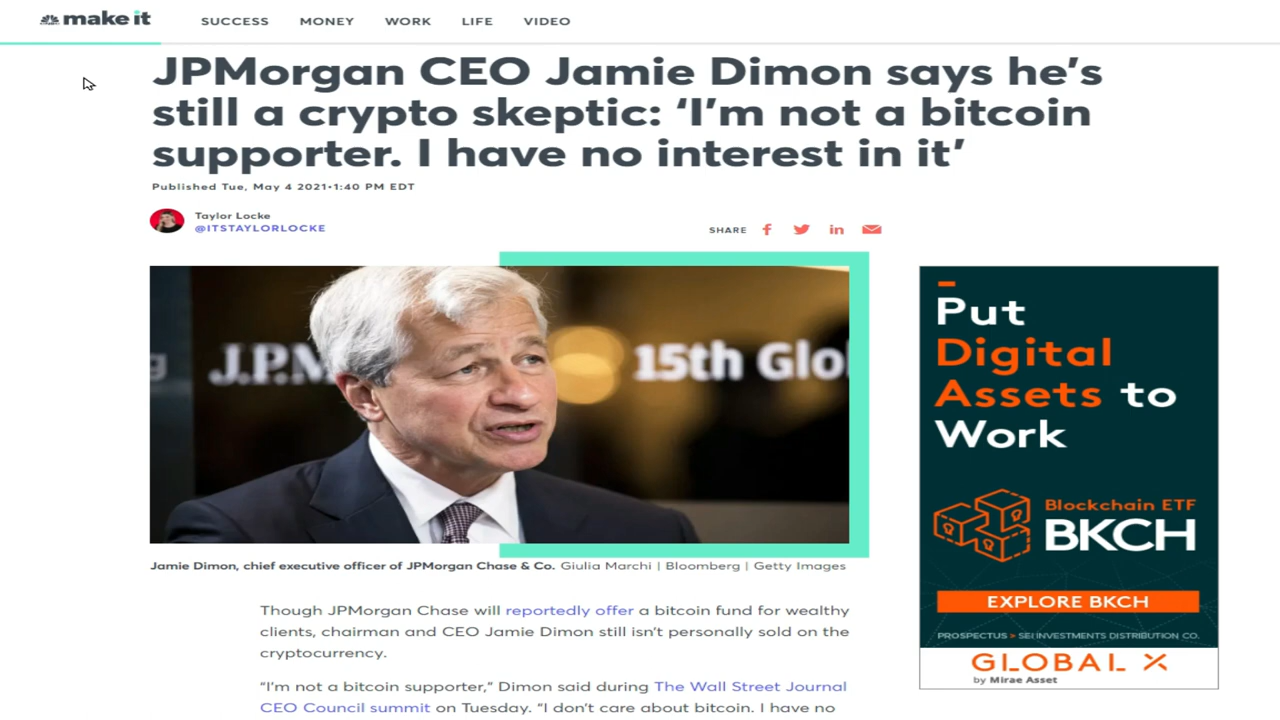 make it
SUCCESS MONEY WORK LIFE VIDEO
JPMorgan CEO Jamie Dimon says he's
still a crypto skeptic: ‘I'm not a bitcoin
supporter. I have no interest in it’
Published Tue, May 4 2021•1:40 PM EDT
Taylor Locke
@ITSTAYLORLOCKE
SHARE
J.P.M
15th Glo
Jamie Dimon, chief executive officer of JPMorgan Chase & Co. Giulia Marchi | Bloomberg | Getty Images
Though JPMorgan Chase will reportedly offer a bitcoin fund for wealthy
clients, chairman and CEO Jamie Dimon still isn't personally sold on the
cryptocurrency.
“I'm not a bitcoin supporter,” Dimon said during The Wall Street Journal
CEO Council summit on Tuesday. “I don't care about bitcoin. I have no
Put
Digital
Assets to
Work
Blockchain ETF
BKCH
EXPLORE BKCH
PROSPECTUS > SEI INVESTMENTS DISTRIBUTION CO.
GLOBAL X
by Mirae Asset